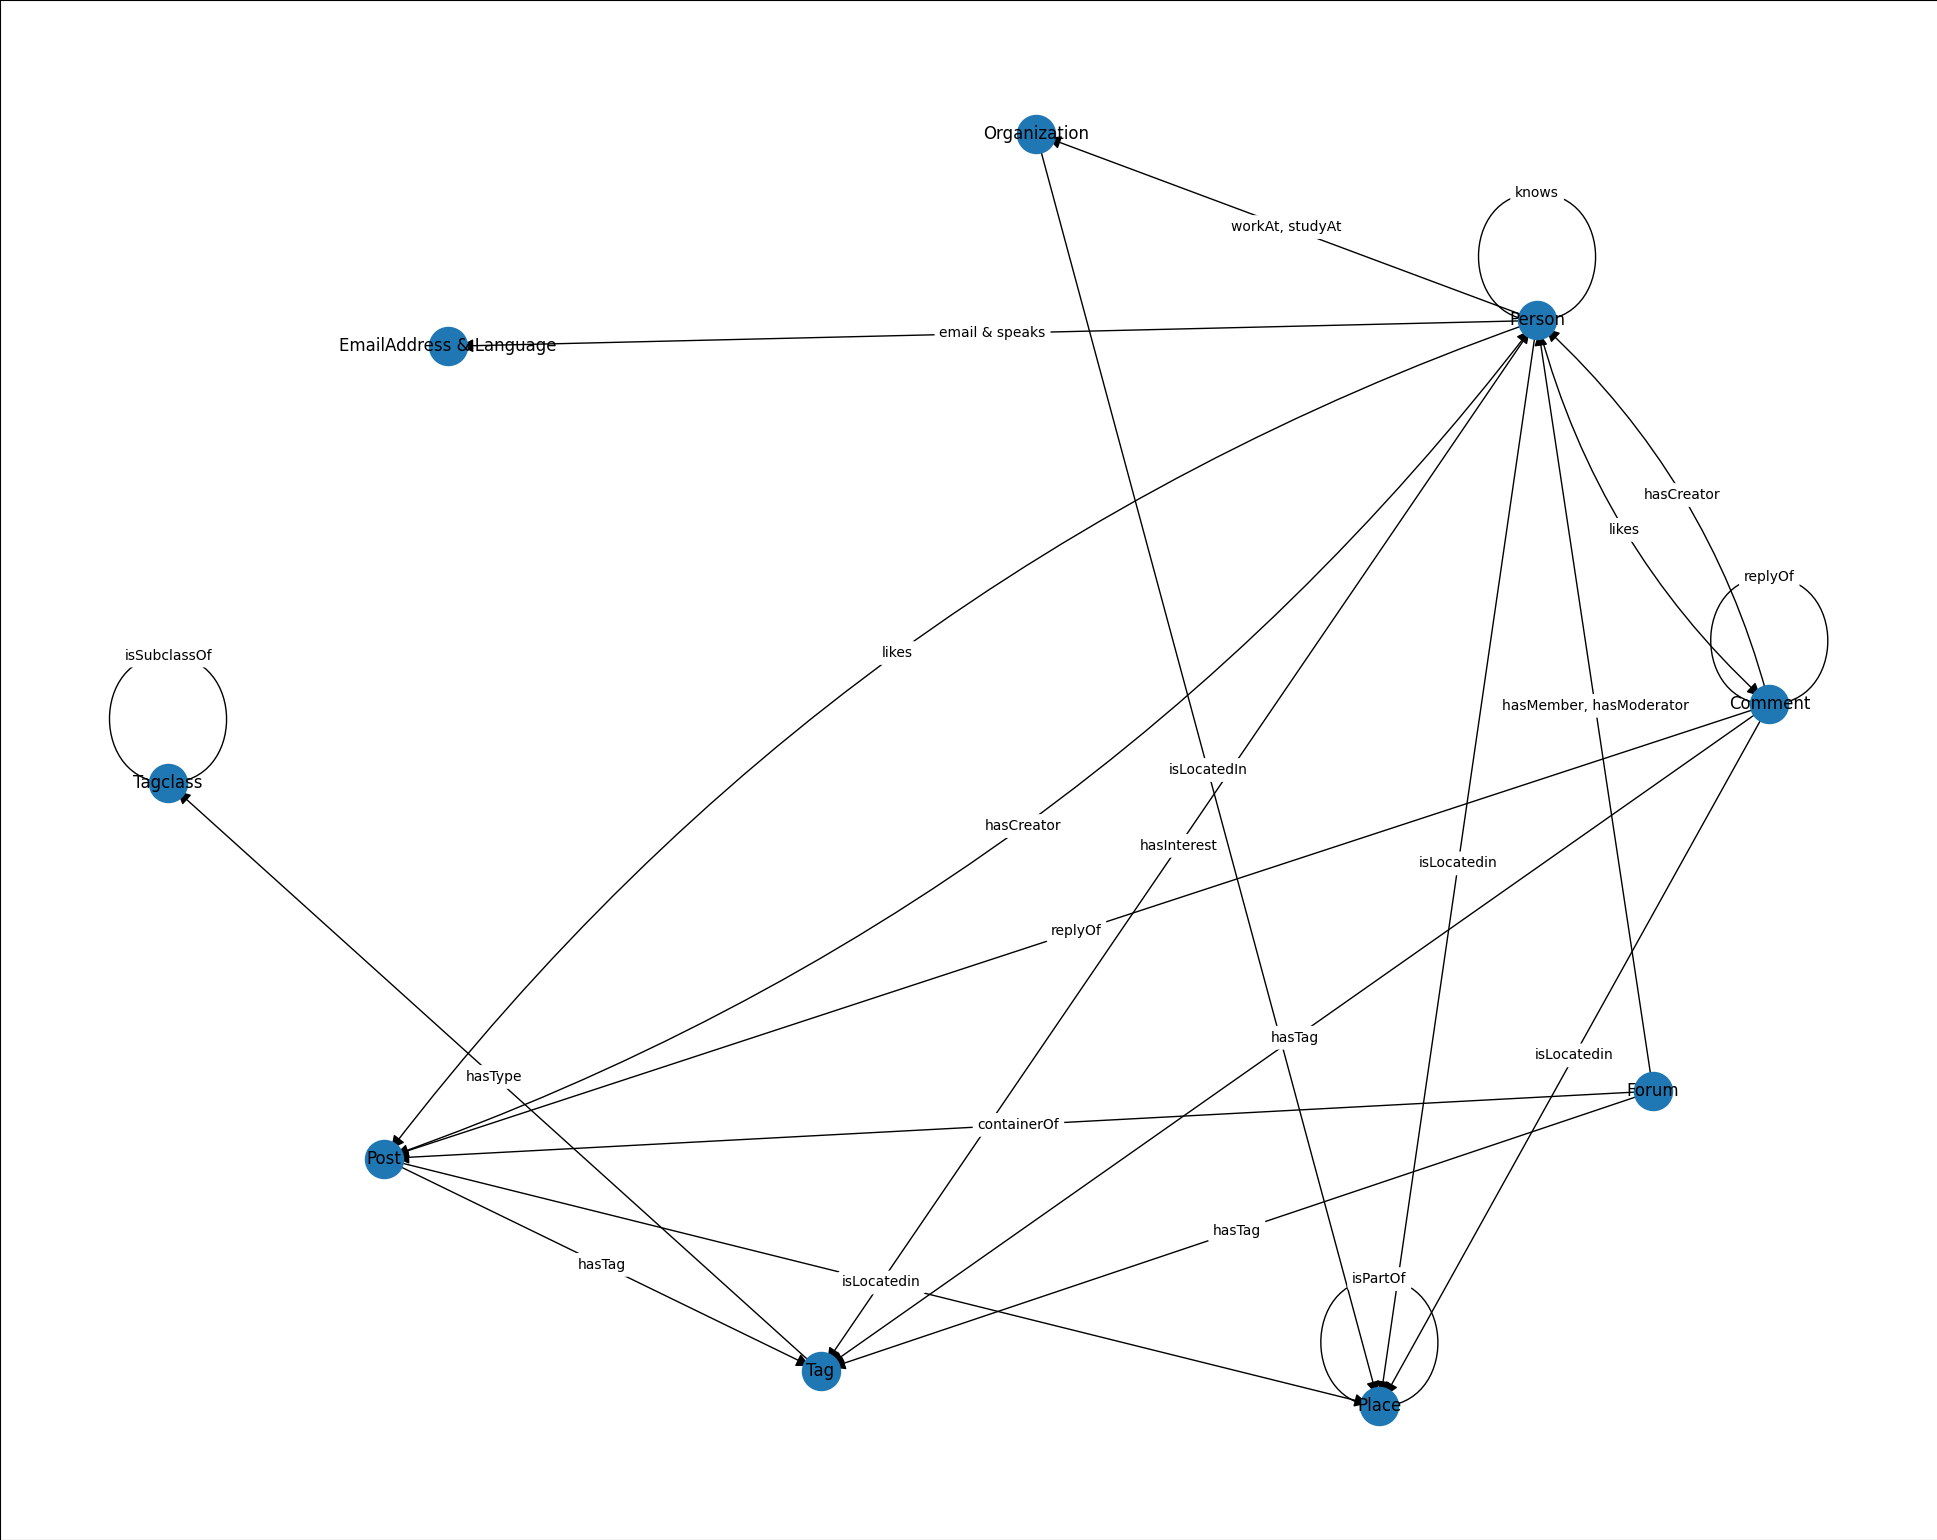 Organization
knows
workAt, studyAt
Person
email & speaks
EmailAddress & Language
hasCreator
likes
replyOf
likes
isSubclassOf
Comment
hasMember, hasModerator
isLocatedIn
Tagclass
hasCreator
hasInterest
isLocatedin
replyOf
hasTag
isLocatedin
hasType
Forum
containerOf
Post
hasTag
hasTag
isLocatedin
isPartOf
Tag
Place